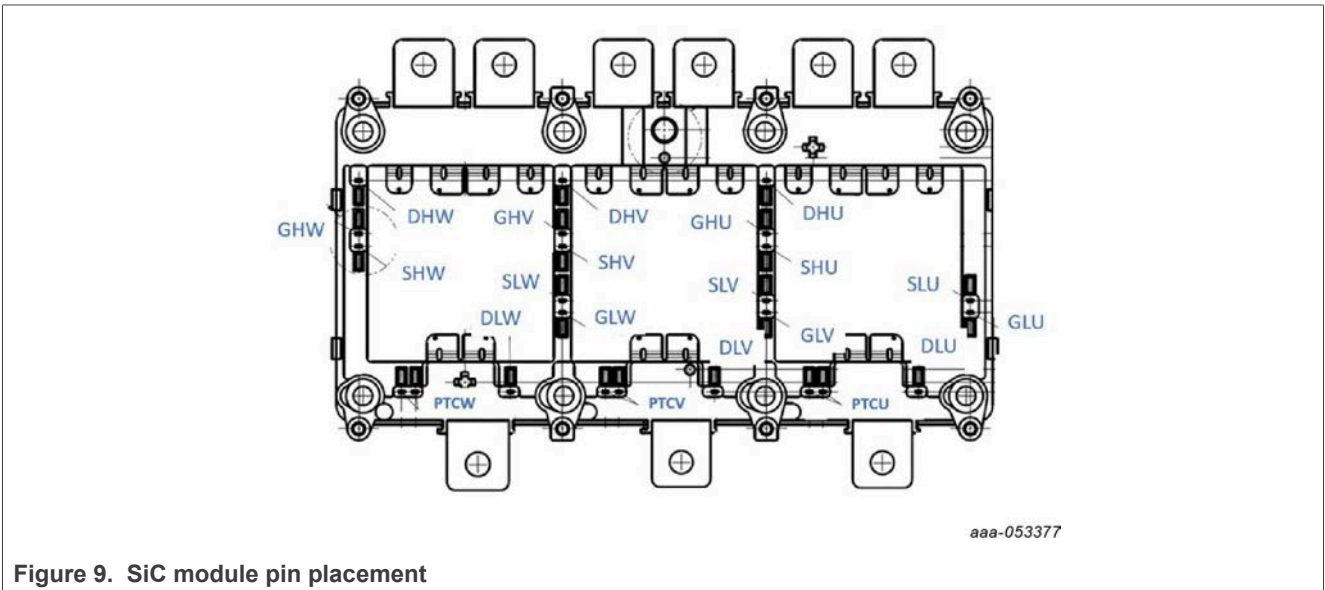 DHW
GHV
DHV
GHU
DHU
GHW
SHW
SHV
SHU
SLW
SLV
SLU
DLW
GLW
GLV
GLU
DLV
DLU
PTCW
PTCV
PTCU
aaa-053377
Figure 9. SiC module pin placement